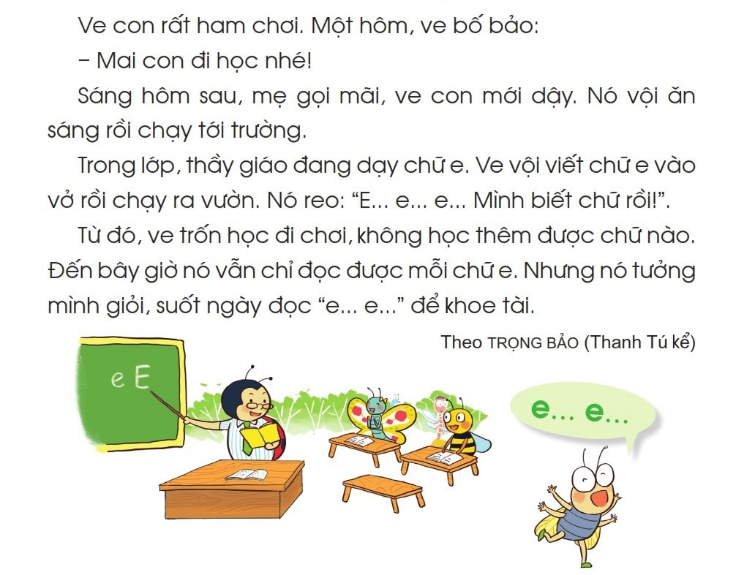 Ve con rất ham chơi. Một hôm, ve bố bảo:
– Mai con đi học nhé!
Sáng hôm sau, mẹ gọi mãi, ve con mới dậy. Nó vội ăn
sáng rồi chạy tới trường.
Trong lớp, thầy giáo đang dạy chữ e. Ve vội viết chữ e vào
vở rồi chạy ra vườn. Nó reo: “E... e... e... Mình biết chữ rồi!”.
Từ đó, ve trốn học đi chơi, không học thêm được chữ nào.
Đến bây giờ nó vẫn chỉ đọc được mỗi chữ e. Nhưng nó tưởng
mình giỏi, suốt ngày đọc “e... e...” để khoe tài.
Theo TRỌNG BẢO (Thanh Tú kể)
e E
e... e...